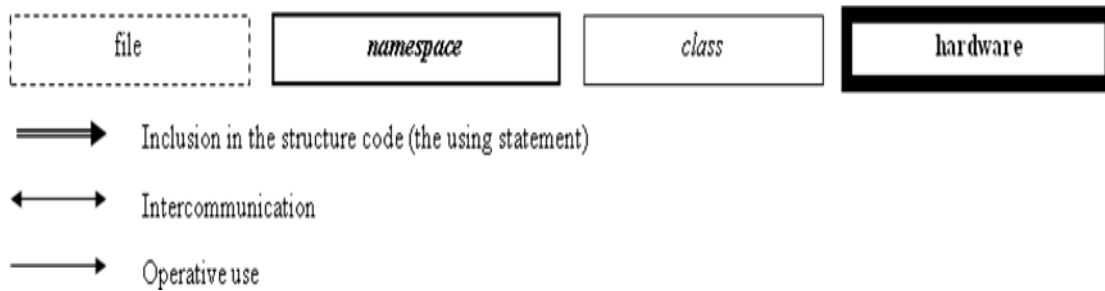 file namespace class hardware
Inclusion in the structure code (the using statement)
Intercommunication
Operative use